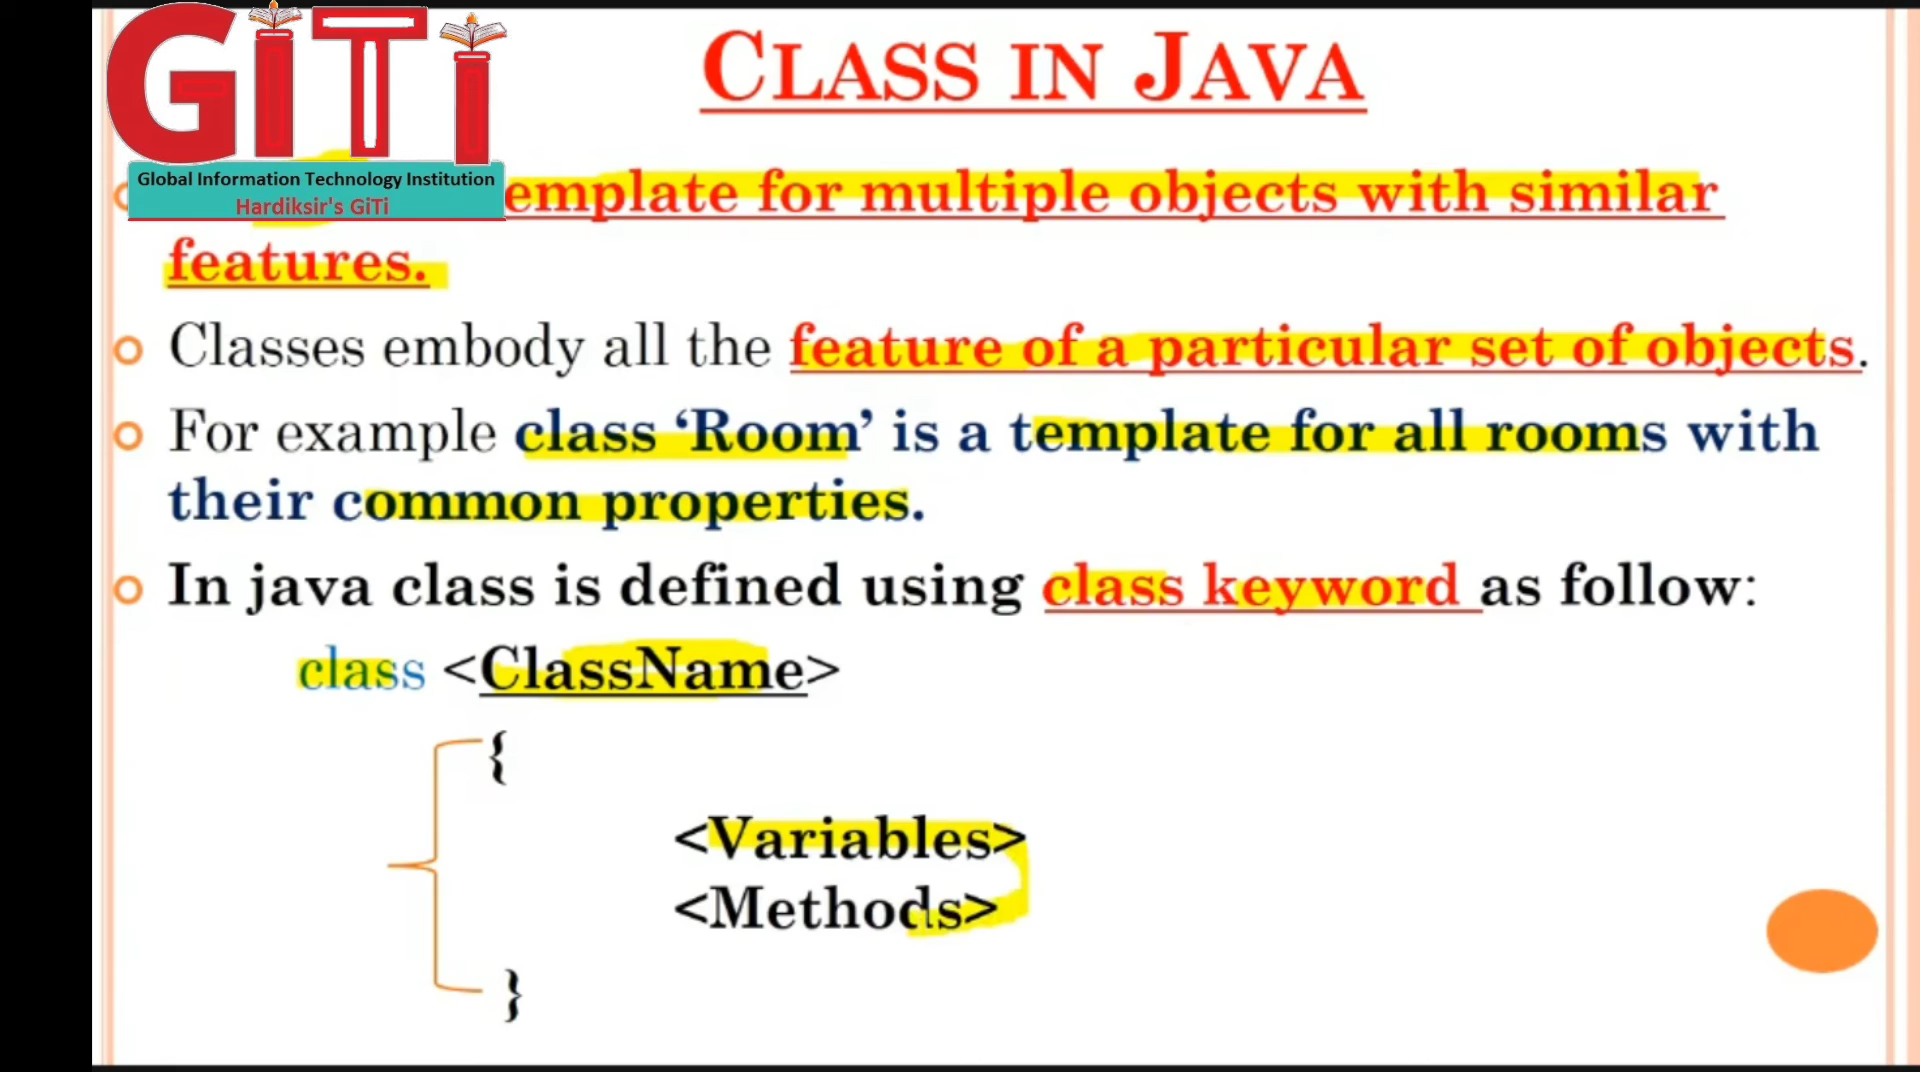 GiTi
Global Information Technology Institution
Hardiksir's GiTi
CLASS IN JAVA
emplate for multiple objects with similar
features.
Classes embody all the feature of a particular set of objects.
For example class ‘Room’ is a template for all rooms with
their common properties.
In java class is defined using class keyword as follow:
class <ClassName>
{
<Variables>
<Methods>
}